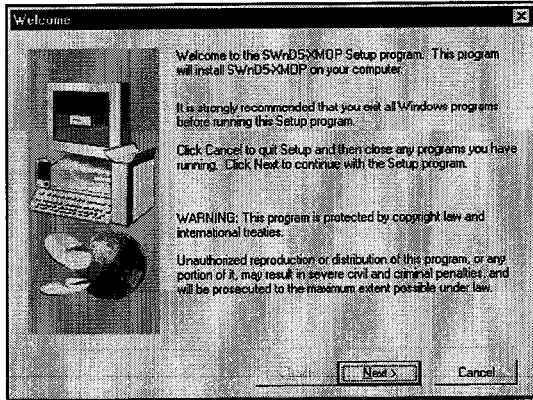 Welcome
Welcome to the SWnD5-XMOP Setup program. This program
will install SWnD5-XMOP on your computer.
It is strongly recommended that you exit all Windows programs
before running this Setup program.
Click Cancel to quit Setup and then close any programs you have
running. Click Next to continue with the Setup program.
WARNING: This program is protected by copyright law and
international treaties.
Unauthorized reproduction or distribution of this program, or any
portion of it, may result in severe civil and criminal penalties, and
will be prosecuted to the maximum extent possible under law.
Next >
Cancel